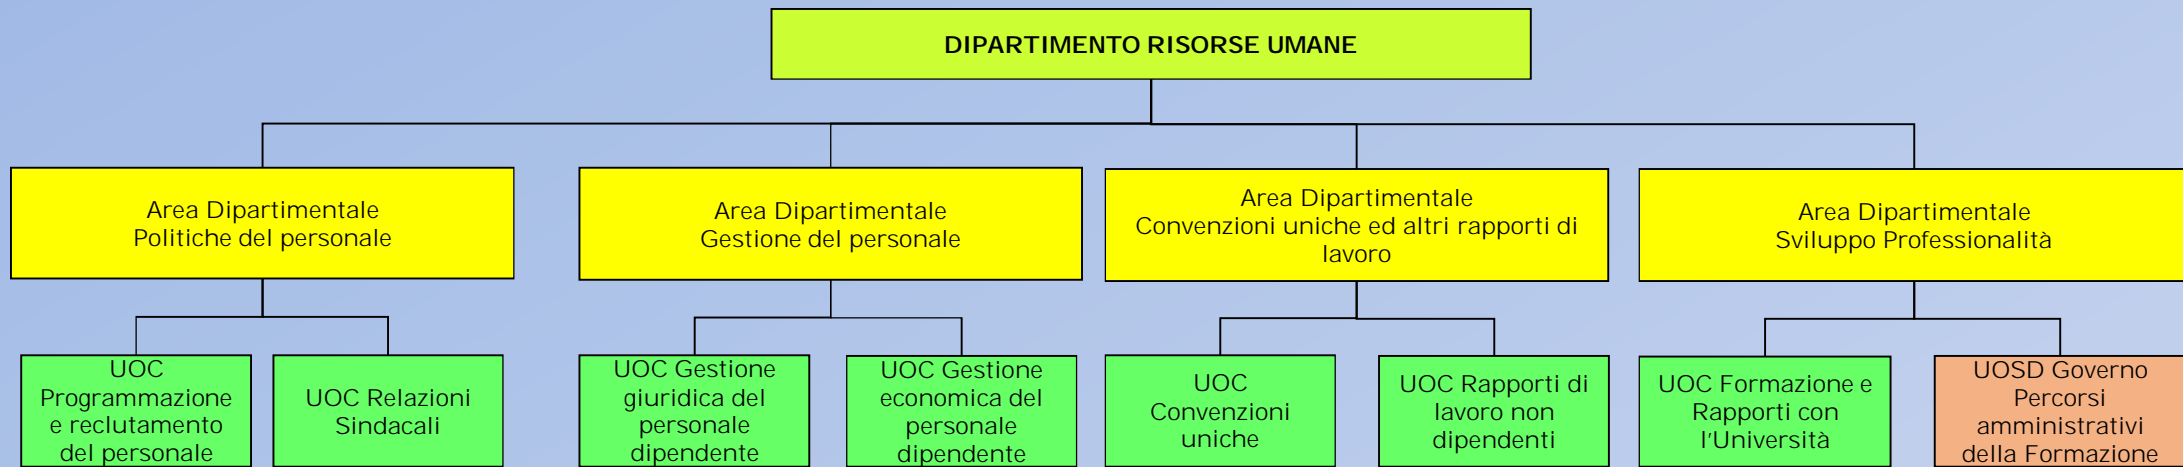 DIPARTIMENTO RISORSE UMANE
Area Dipartimentale
Politiche del personale
Area Dipartimentale
Gestione del personale
Area Dipartimentale
Convenzioni uniche ed altri rapporti di
lavoro
Area Dipartimentale
Sviluppo Professionalità
UOC
Programmazione
e reclutamento
del personale
UOC Relazioni
Sindacali
UOC Gestione
giuridica del
personale
dipendente
UOC Gestione
economica del
personale
dipendente
UOC
Convenzioni
uniche
UOC Rapporti di
lavoro non
dipendenti
UOC Formazione e
Rapporti con
l'Università
UOSD Governo
Percorsi
amministrativi
della Formazione